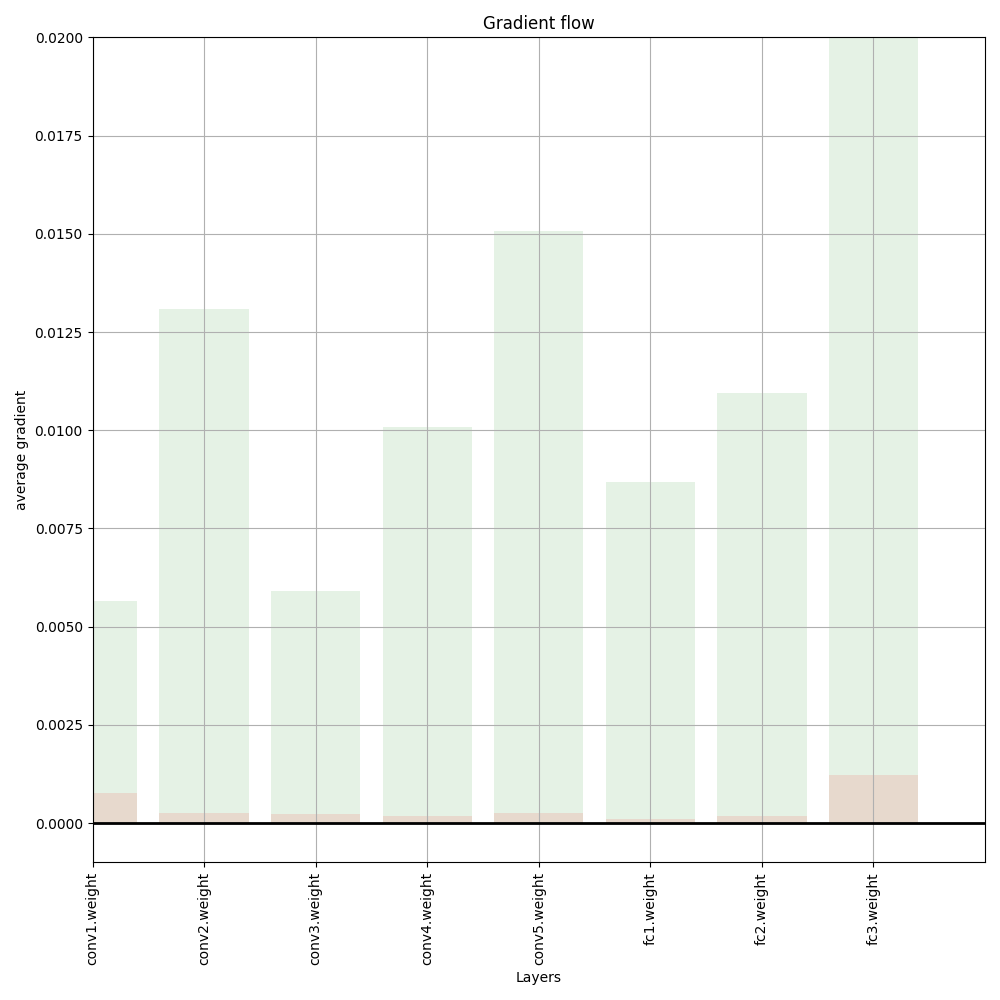 Gradient flow
0.0200
0.0175
0.0150
0.0125
0.0100
0.0075
0.0050
0.0025
0.0000
average gradient
conv1.weight
conv2.weight
conv3.weight
conv4.weight
conv5.weight
fc1.weight
fc2.weight
fc3.weight
Layers